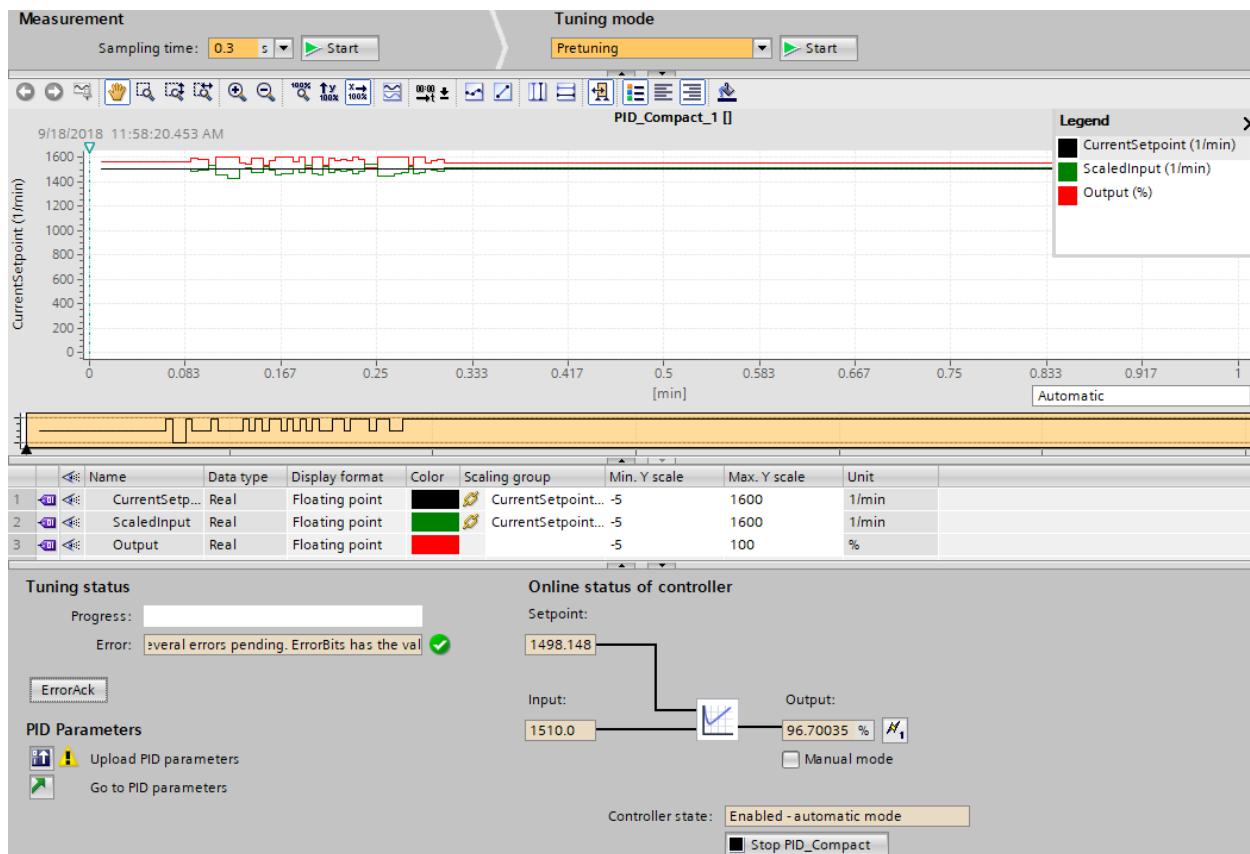 Measurement
Tuning mode
Sampling time: 0.3 s Start
Pretuning Start
PID_Compact_1 []
9/18/2018 11:58:20.453 AM
Legend
CurrentSetpoint (1/min)
ScaledInput (1/min)
Output (%)
CurrentSetpoint (1/min)
1600
1400
1200
1000
800
600
400
200
0
0 0.083 0.167 0.25 0.333 0.417 0.5 0.583 0.667 0.75 0.833 0.917 1
[min]
Automatic
Name Data type Display format Color Scaling group Min. Y scale Max. Y scale Unit
1 CurrentSetp... Real Floating point CurrentSetpoint... -5 1600 1/min
2 ScaledInput Real Floating point CurrentSetpoint... -5 1600 1/min
3 Output Real Floating point -5 100 %
Tuning status
Progress:
Error: everal errors pending. ErrorBits has the val
ErrorAck
PID Parameters
Upload PID parameters
Go to PID parameters
Online status of controller
Setpoint:
1498.148
Input:
1510.0
Output:
96.70035 %
Manual mode
Controller state: Enabled - automatic mode
Stop PID_Compact